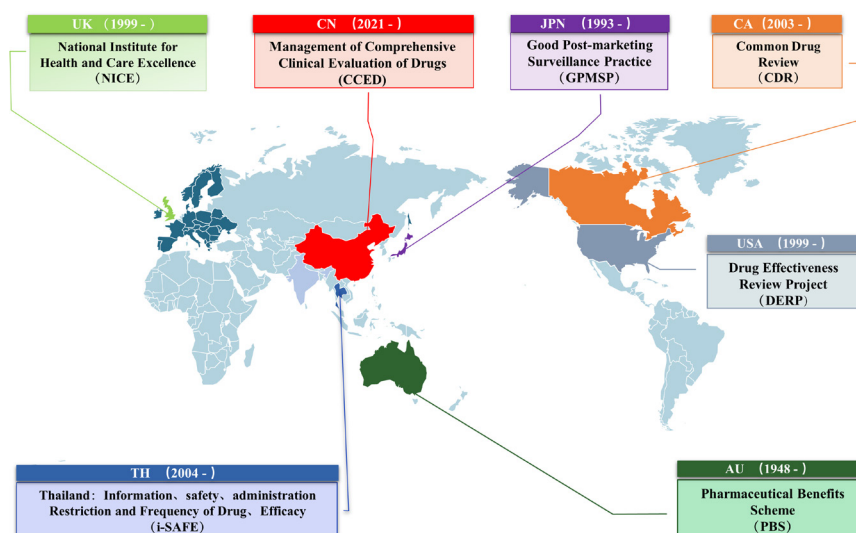 UK （1999 - ）
National Institute for
Health and Care Excellence
（NICE）
CN （2021 - ）
Management of Comprehensive
Clinical Evaluation of Drugs
(CCED)
JPN （1993 - ）
Good Post-marketing
Surveillance Practice
（GPMSP）
CA （2003 - ）
Common Drug
Review
（CDR）
USA （1999 - ）
Drug Effectiveness
Review Project
（DERP）
TH （2004 - ）
Thailand：Information、safety、administration
Restriction and Frequency of Drug、Efficacy
（i-SAFE）
AU （1948 - ）
Pharmaceutical Benefits
Scheme
（PBS）